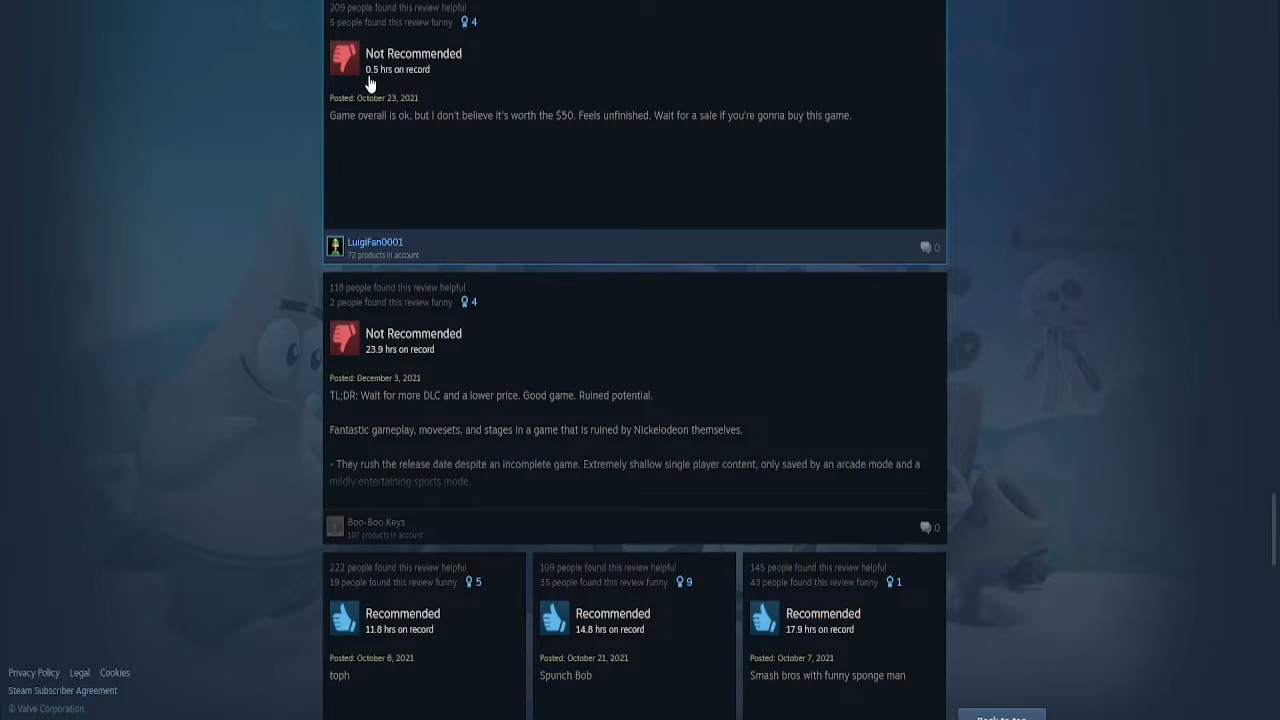 209 people found this review helpful
5 people found this review funny 4
Not Recommended
0.5 hrs on record
Posted: October 23, 2021
Game overall is ok, but I don't believe it's worth the $50. Feels unfinished. Wait for a sale if you're gonna buy this game.
LuigiFan0001
72 products in account
0
118 people found this review helpful
2 people found this review funny 4
Not Recommended
23.9 hrs on record
Posted: December 3, 2021
TL;DR: Wait for more DLC and a lower price. Good game. Ruined potential.
Fantastic gameplay, movesets, and stages in a game that is ruined by Nickelodeon themselves.
- They rush the release date despite an incomplete game. Extremely shallow single player content, only saved by an arcade mode and a
mildly entertaining sports mode.
Boo-Boo Keys
107 products in account
0
222 people found this review helpful
19 people found this review funny 5
Recommended
11.8 hrs on record
Posted: October 8, 2021
toph
109 people found this review helpful
35 people found this review funny 9
Recommended
14.8 hrs on record
Posted: October 21, 2021
Spunch Bob
145 people found this review helpful
43 people found this review funny 1
Recommended
17.9 hrs on record
Posted: October 7, 2021
Smash bros with funny sponge man
Privacy Policy Legal Cookies
Steam Subscriber Agreement
© Valve Corporation
Back to top